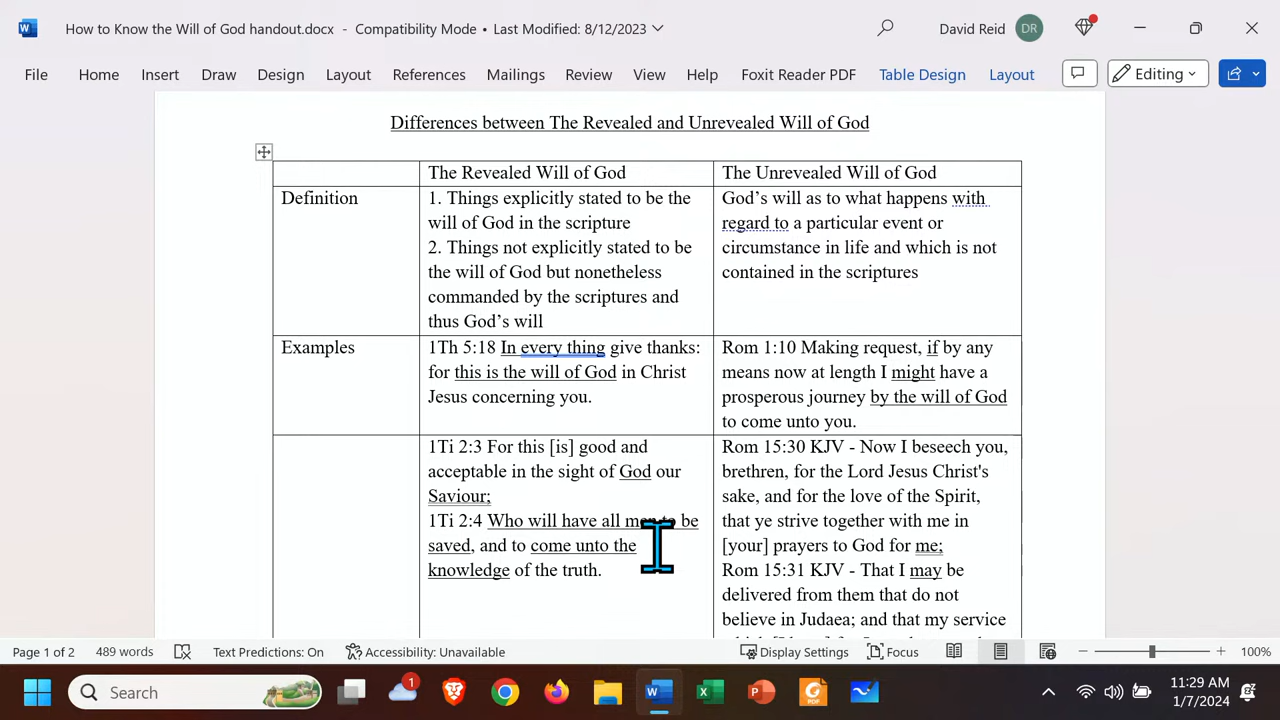 How to Know the Will of God handout.docx - Compatibility Mode • Last Modified: 8/12/2023
David Reid DR
File Home Insert Draw Design Layout References Mailings Review View Help Foxit Reader PDF Table Design Layout Editing
Differences between The Revealed and Unrevealed Will of God
The Revealed Will of God
The Unrevealed Will of God
Definition
1. Things explicitly stated to be the
will of God in the scripture
2. Things not explicitly stated to be
the will of God but nonetheless
commanded by the scriptures and
thus God's will
God's will as to what happens with
regard to a particular event or
circumstance in life and which is not
contained in the scriptures
Examples
1Th 5:18 In every thing give thanks:
for this is the will of God in Christ
Jesus concerning you.
Rom 1:10 Making request, if by any
means now at length I might have a
prosperous journey by the will of God
to come unto you.
1Ti 2:3 For this [is] good and
acceptable in the sight of God our
Saviour;
1Ti 2:4 Who will have all men to be
saved, and to come unto the
knowledge of the truth.
Rom 15:30 KJV - Now I beseech you,
brethren, for the Lord Jesus Christ's
sake, and for the love of the Spirit,
that ye strive together with me in
[your] prayers to God for me;
Rom 15:31 KJV - That I may be
delivered from them that do not
believe in Judaea; and that my service
Page 1 of 2 489 words Text Predictions: On Accessibility: Unavailable Display Settings Focus 100%
Search 1 11:29 AM
1/7/2024